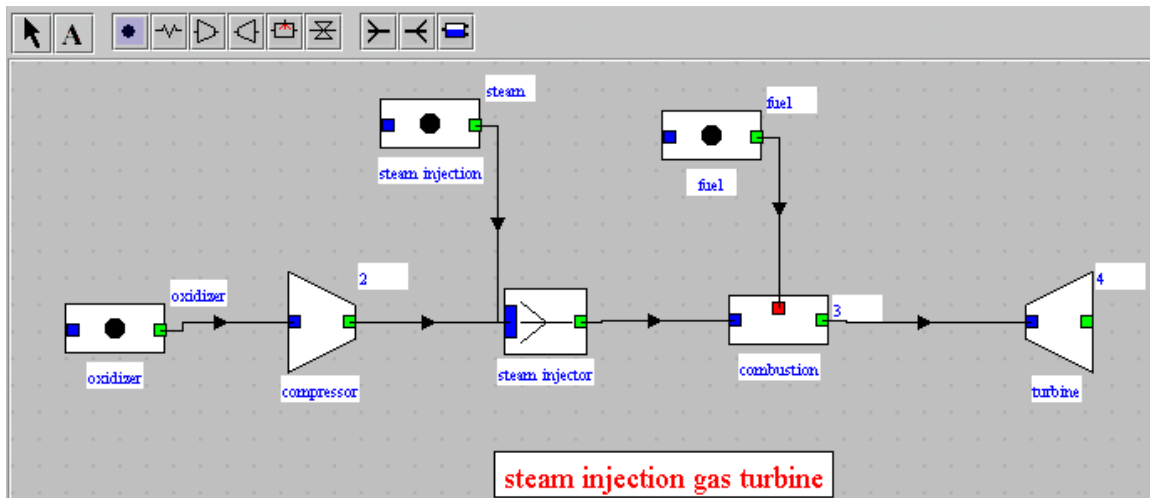 A
steam
steam injection
fuel
fuel
2
oxidizer
oxidizer
compressor
steam injector
3
combustion
4
turbine
steam injection gas turbine